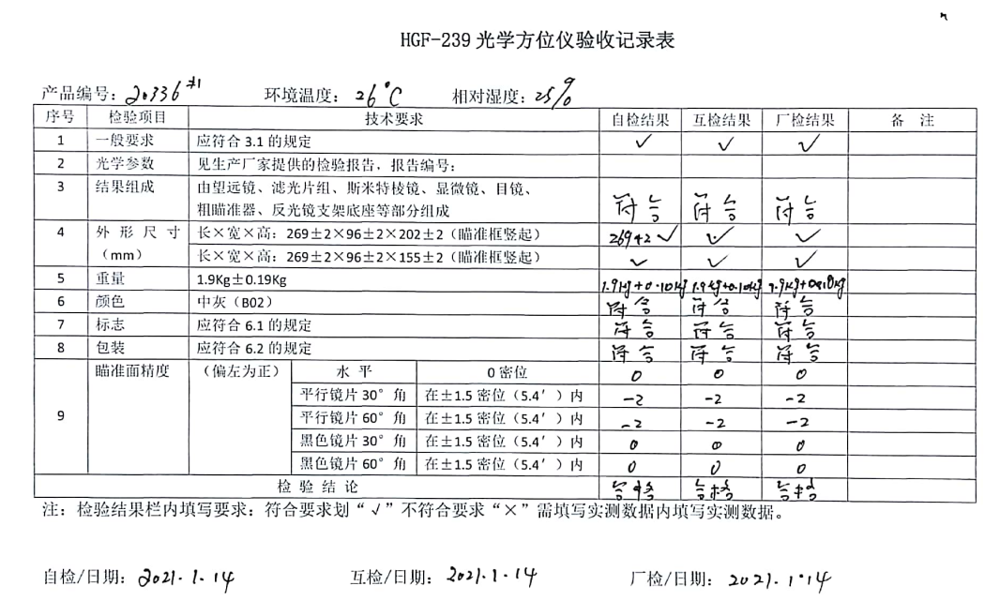 HGF-239 光学方位仪验收记录表
产品编号: 20336#1 环境温度: 26°C 相对湿度: 25%
序号 检验项目 技术要求 自检结果 互检结果 厂检结果 备 注
1 一般要求 应符合 3.1 的规定 ✓ ✓ ✓
2 光学参数 见生产厂家提供的检验报告，报告编号:
3 结果组成 由望远镜、滤光片组、斯米特棱镜、显微镜、目镜、
粗瞄准器、反光镜支架底座等部分组成 符合 符合 符合
4 外形尺寸 长×宽×高: 269±2×96±2×202±2（瞄准框竖起） 269+2 ✓ ✓ ✓
（mm） 长×宽×高: 269±2×96±2×155±2（瞄准框竖起） ✓ ✓ ✓
5 重量 1.9Kg±0.19Kg 1.9kg+0.10kg 1.9kg+0.10kg 1.9kg+0.10kg
6 颜色 中灰（B02） 符合 符合 符合
7 标志 应符合 6.1 的规定 符合 符合 符合
8 包装 应符合 6.2 的规定 符合 符合 符合
9 瞄准面精度 （偏左为正） 水 平 0 密位 0 0 0
平行镜片 30° 角 在±1.5 密位（5.4′）内 -2 -2 -2
平行镜片 60° 角 在±1.5 密位（5.4′）内 -2 -2 -2
黑色镜片 30° 角 在±1.5 密位（5.4′）内 0 0 0
黑色镜片 60° 角 在±1.5 密位（5.4′）内 0 0 0
检 验 结 论 合格 合格 合格
注: 检验结果栏内填写要求: 符合要求划“√”不符合要求“×”需填写实测数据内填写实测数据。
自检/日期: 2021.1.14 互检/日期: 2021.1.14 厂检/日期: 2021.1.14